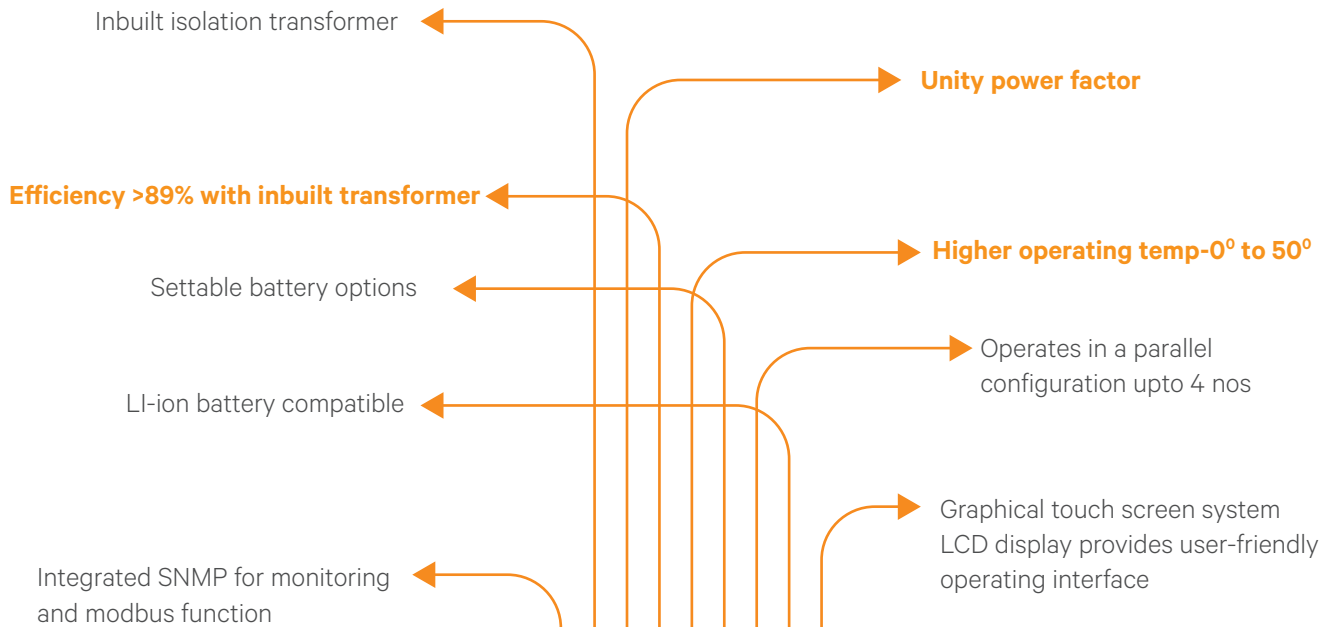 Inbuilt isolation transformer
Unity power factor
Efficiency >89% with inbuilt transformer
Higher operating temp-0⁰ to 50⁰
Settable battery options
Operates in a parallel
configuration upto 4 nos
LI-ion battery compatible
Graphical touch screen system
LCD display provides user-friendly
operating interface
Integrated SNMP for monitoring
and modbus function